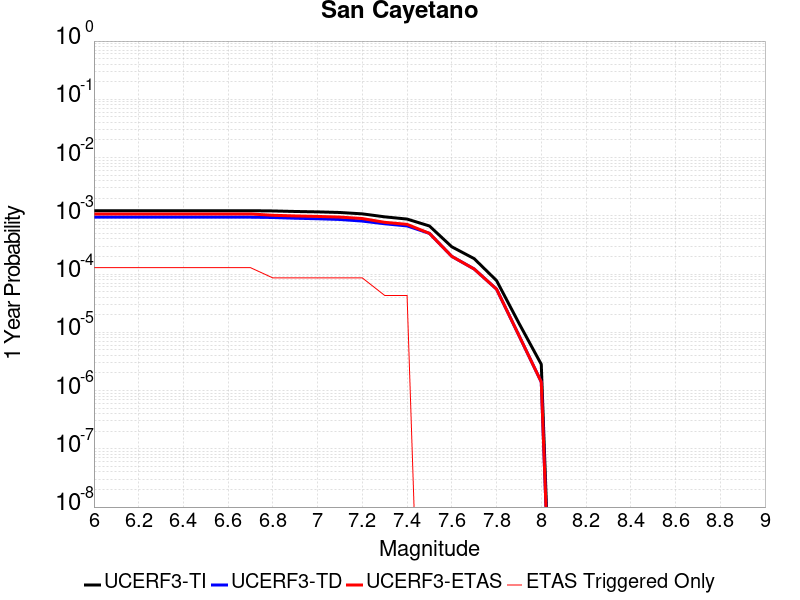 San Cayetano
1 Year Probability
10^0
10^-1
10^-2
10^-3
10^-4
10^-5
10^-6
10^-7
10^-8
6 6.2 6.4 6.6 6.8 7 7.2 7.4 7.6 7.8 8 8.2 8.4 8.6 8.8 9
Magnitude
UCERF3-TI UCERF3-TD UCERF3-ETAS ETAS Triggered Only